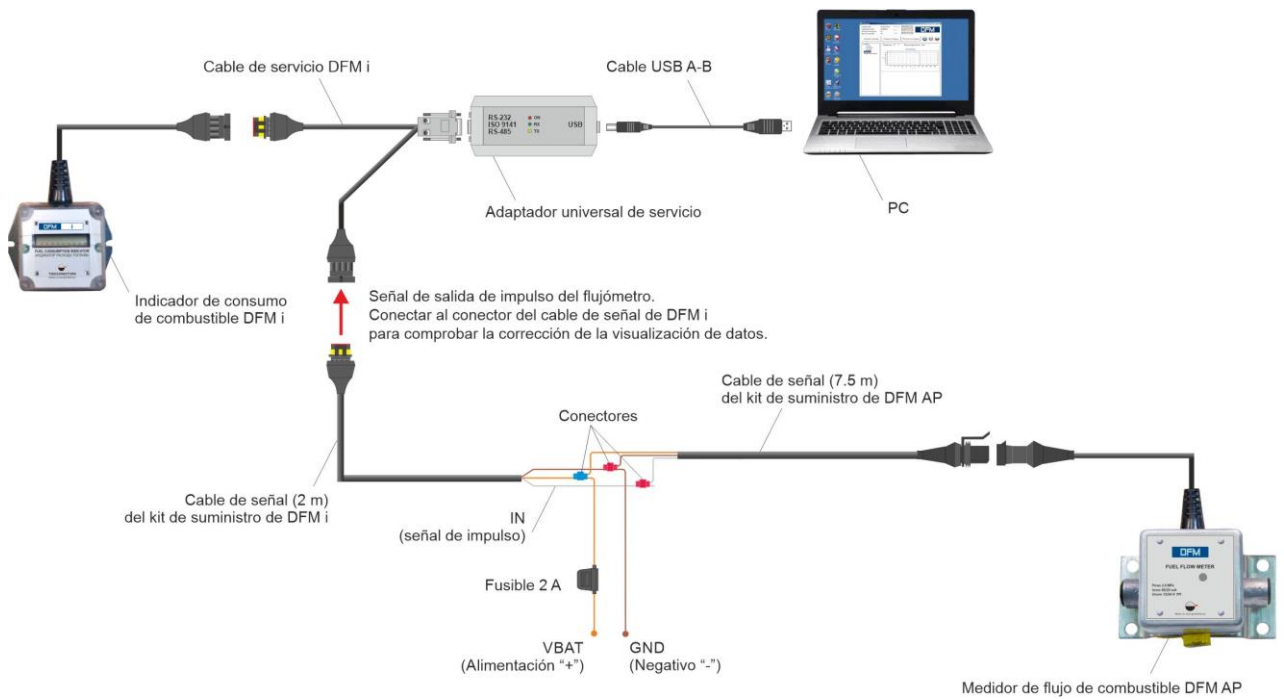 Cable de servicio DFM i
Cable USB A-B
RS-232
ISO 9141
RS-485
USB
DFM
Adaptador universal de servicio
PC
DFM
FUEL CONSUMPTION INDICATOR
Indicador de consumo
de combustible DFM i
Señal de salida de impulso del flujómetro.
Conectar al conector del cable de señal de DFM i
para comprobar la corrección de la visualización de datos.
Cable de señal (7.5 m)
del kit de suministro de DFM AP
Conectores
Cable de señal (2 m)
del kit de suministro de DFM i
IN
(señal de impulso)
Fusible 2 A
VBAT
(Alimentación “+”)
GND
(Negativo “-”)
DFM
FUEL FLOW METER
Medidor de flujo de combustible DFM AP